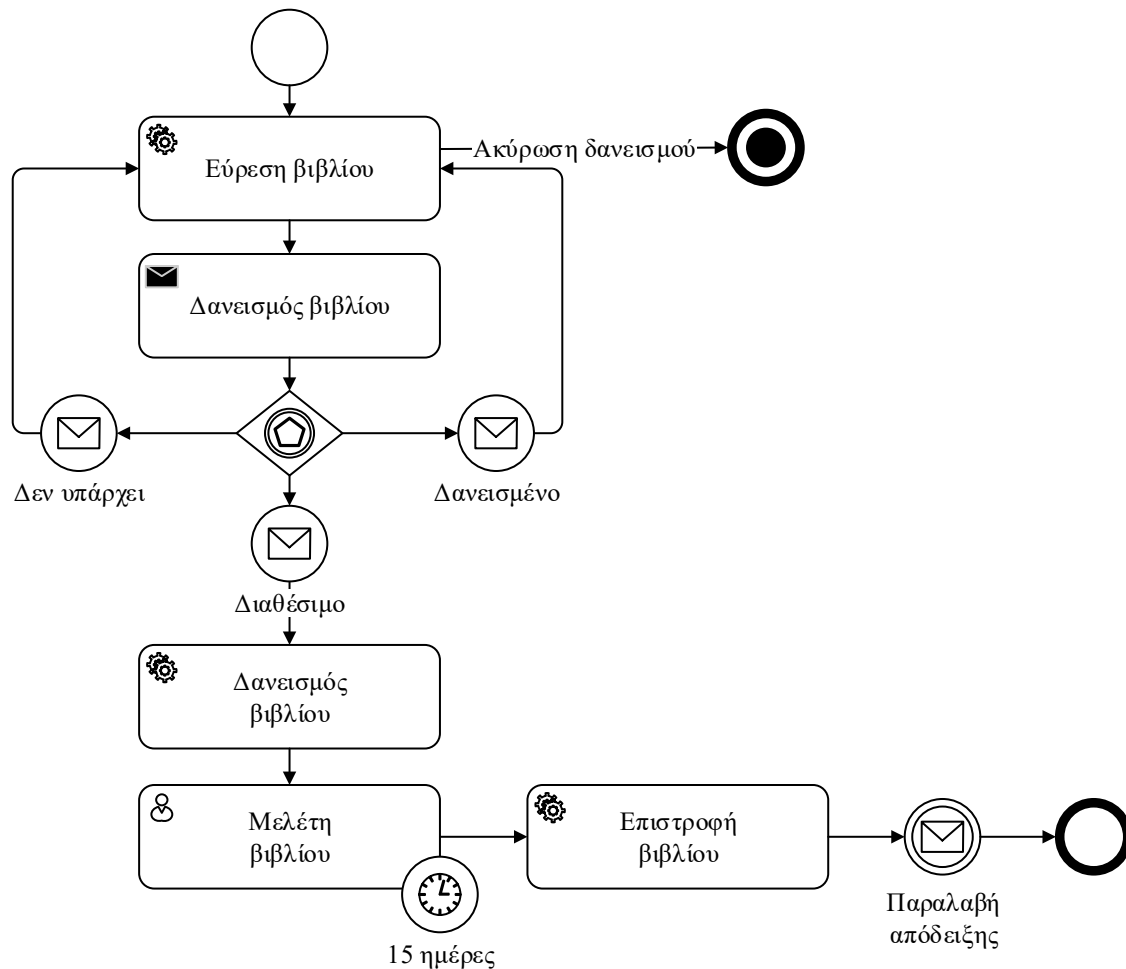 Εύρεση βιβλίου
Ακύρωση δανεισμού
Δανεισμός βιβλίου
Δεν υπάρχει
Δανεισμένο
Διαθέσιμο
Δανεισμός
βιβλίου
Μελέτη
βιβλίου
Επιστροφή
βιβλίου
15 ημέρες
Παραλαβή
απόδειξης